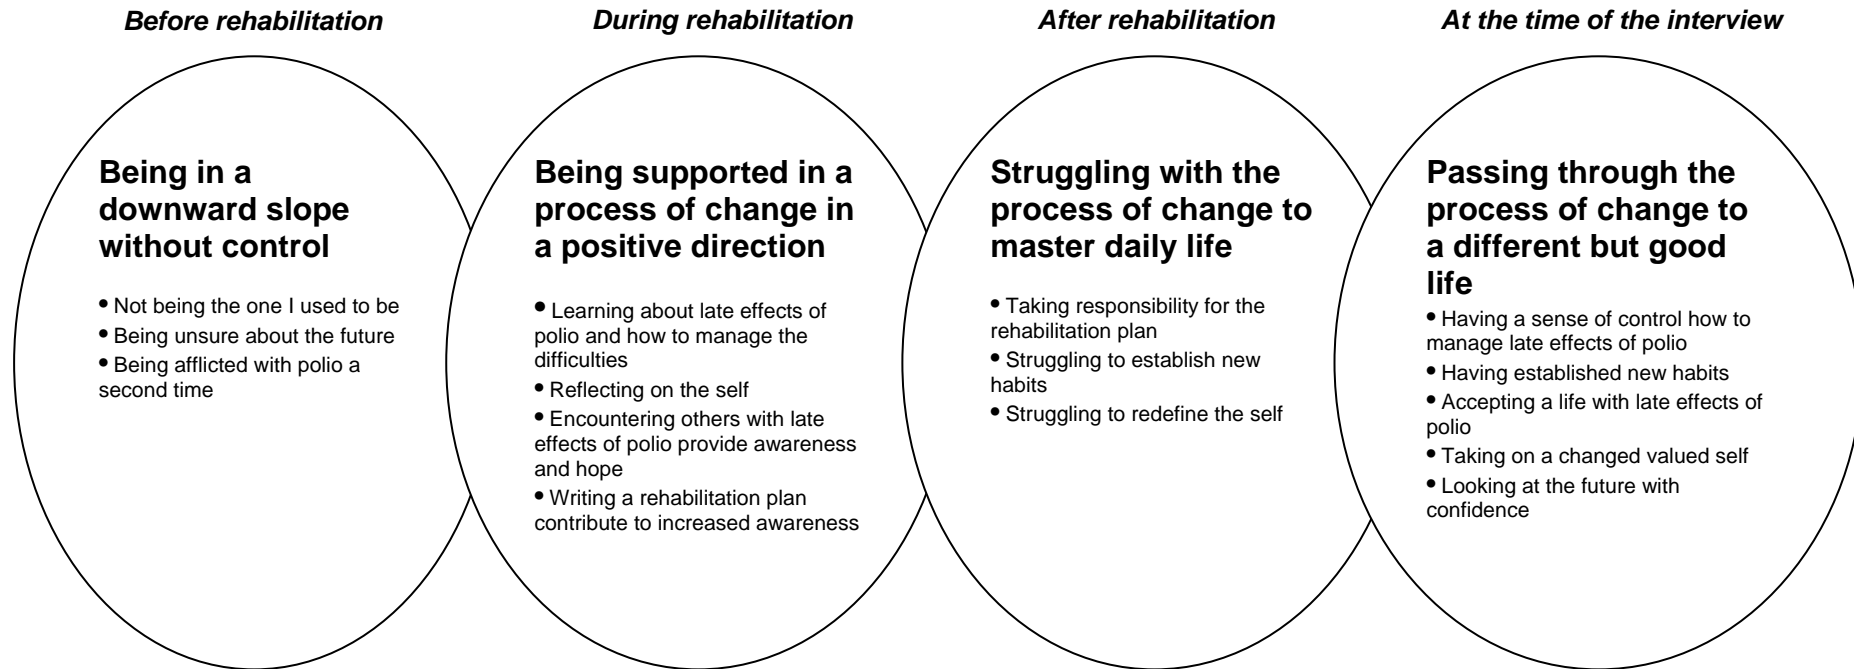 Before rehabilitation
During rehabilitation
After rehabilitation
At the time of the interview
Being in a
downward slope
without control
• Not being the one I used to be
• Being unsure about the future
• Being afflicted with polio a
second time
Being supported in a
process of change in
a positive direction
• Learning about late effects of
polio and how to manage the
difficulties
• Reflecting on the self
• Encountering others with late
effects of polio provide awareness
and hope
• Writing a rehabilitation plan
contribute to increased awareness
Struggling with the
process of change to
master daily life
• Taking responsibility for the
rehabilitation plan
• Struggling to establish new
habits
• Struggling to redefine the self
Passing through the
process of change to
a different but good
life
• Having a sense of control how to
manage late effects of polio
• Having established new habits
• Accepting a life with late effects of
polio
• Taking on a changed valued self
• Looking at the future with
confidence